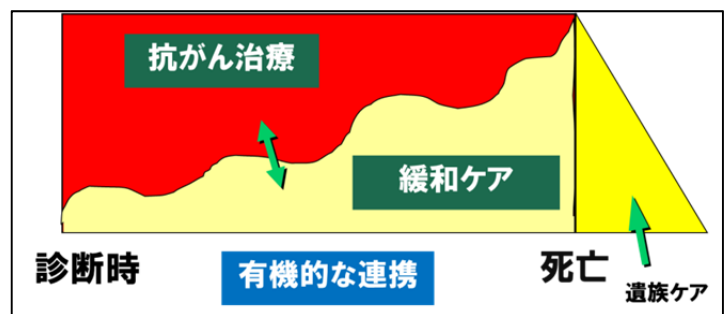 抗がん治療
緩和ケア
診断時
有機的な連携
死亡
遺族ケア